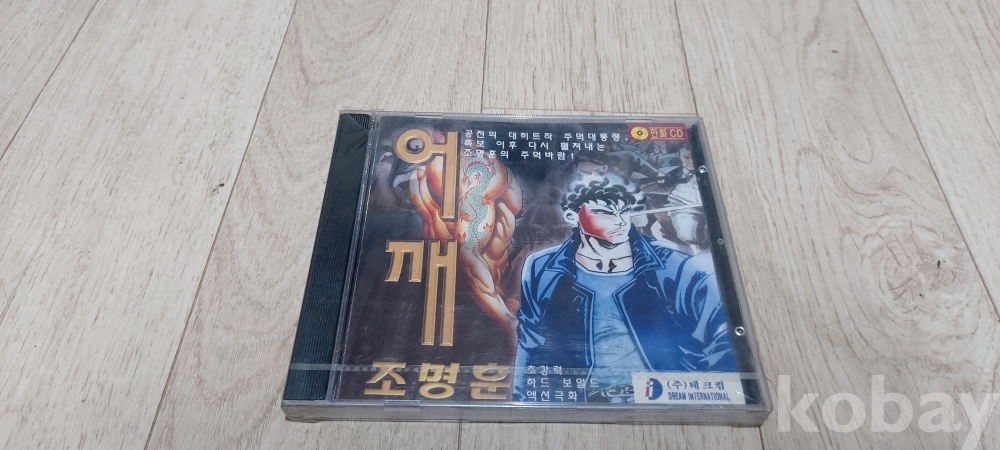 공전의 대히트작 주먹대통령,
족보 이후 다시 펼쳐내는
조명훈의 주먹바람!
만화 CD
어깨
조명훈
초강력
하드 보일드
액션극화
(주)테크컴
DREAM INTERNATIONAL
kobay